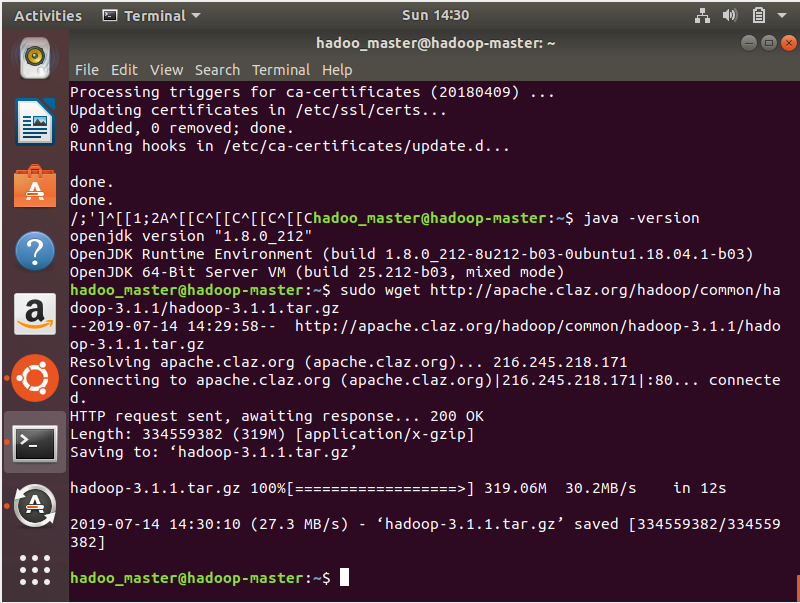 Activities Terminal Sun 14:30
hadoo_master@hadoop-master: ~
File Edit View Search Terminal Help
Processing triggers for ca-certificates (20180409) ...
Updating certificates in /etc/ssl/certs...
0 added, 0 removed; done.
Running hooks in /etc/ca-certificates/update.d...
done.
done.
/;']^[[1;2A^[[C^[[C^[[C^[[Chadoo_master@hadoop-master:~$ java -version
openjdk version "1.8.0_212"
OpenJDK Runtime Environment (build 1.8.0_212-8u212-b03-0ubuntu1.18.04.1-b03)
OpenJDK 64-Bit Server VM (build 25.212-b03, mixed mode)
hadoo_master@hadoop-master:~$ sudo wget http://apache.claz.org/hadoop/common/ha
doop-3.1.1/hadoop-3.1.1.tar.gz
--2019-07-14 14:29:58--  http://apache.claz.org/hadoop/common/hadoop-3.1.1/hado
op-3.1.1.tar.gz
Resolving apache.claz.org (apache.claz.org)... 216.245.218.171
Connecting to apache.claz.org (apache.claz.org)|216.245.218.171|:80... connecte
d.
HTTP request sent, awaiting response... 200 OK
Length: 334559382 (319M) [application/x-gzip]
Saving to: ‘hadoop-3.1.1.tar.gz’
hadoop-3.1.1.tar.gz 100%[==================>] 319.06M  30.2MB/s    in 12s
2019-07-14 14:30:10 (27.3 MB/s) - ‘hadoop-3.1.1.tar.gz’ saved [334559382/334559
382]
hadoo_master@hadoop-master:~$